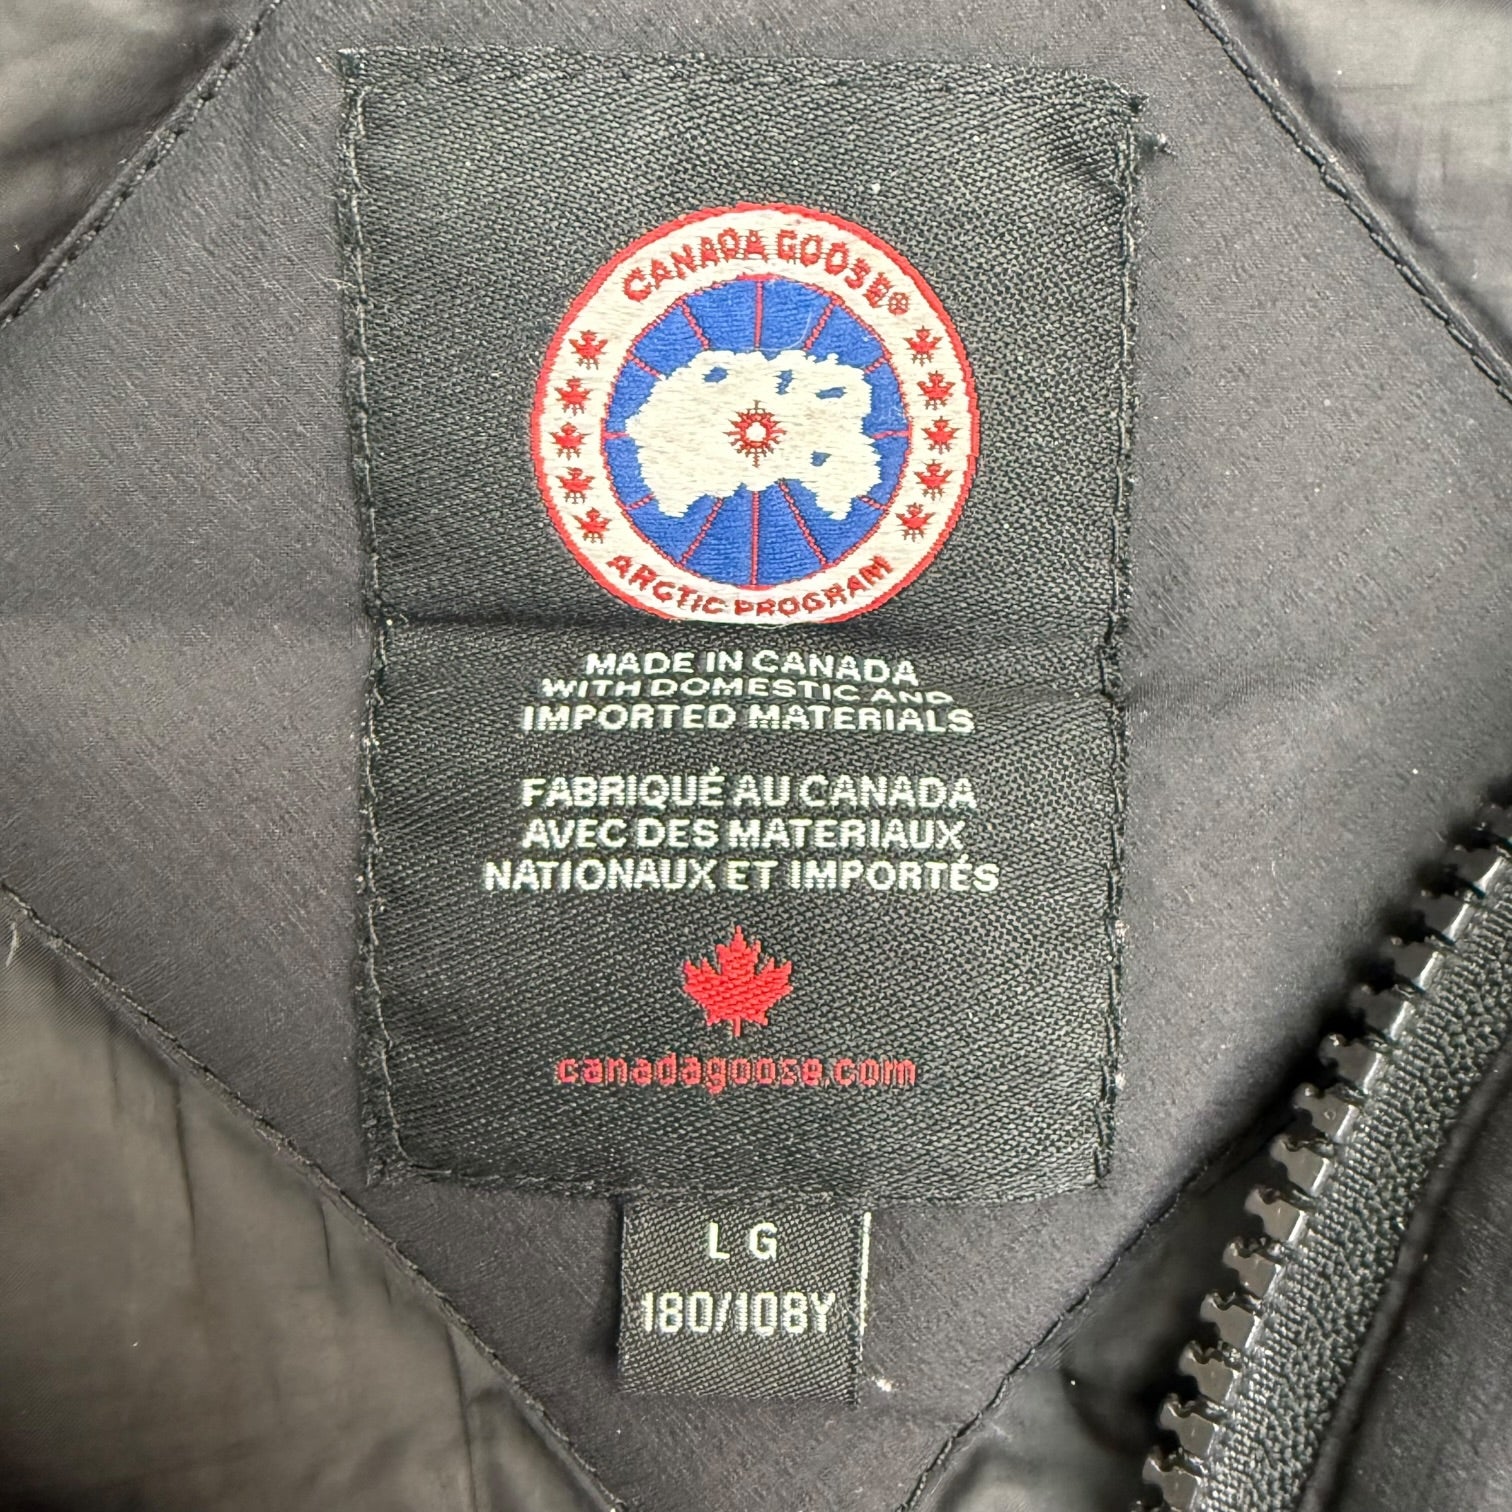 CANADA GOOSE®
ARCTIC PROGRAM
MADE IN CANADA
WITH DOMESTIC AND
IMPORTED MATERIALS
FABRIQUÉ AU CANADA
AVEC DES MATERIAUX
NATIONAUX ET IMPORTÉS
canadagoose.com
LG
180/108Y